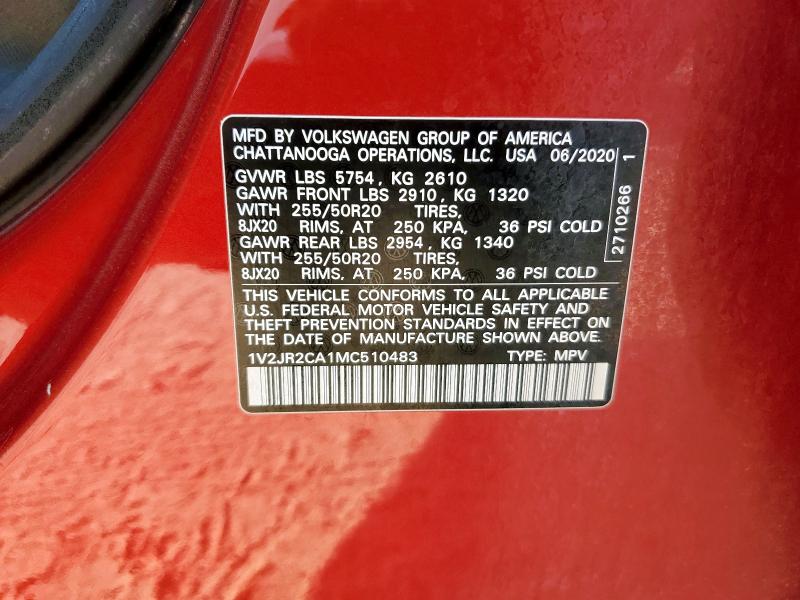 MFD BY VOLKSWAGEN GROUP OF AMERICA
CHATTANOOGA OPERATIONS, LLC. USA 06/2020
GVWR LBS 5754, KG 2610
GAWR FRONT LBS 2910, KG 1320
WITH 255/50R20 TIRES,
8JX20 RIMS, AT 250 KPA, 36 PSI COLD
GAWR REAR LBS 2954, KG 1340
WITH 255/50R20 TIRES,
8JX20 RIMS, AT 250 KPA, 36 PSI COLD
THIS VEHICLE CONFORMS TO ALL APPLICABLE
U.S. FEDERAL MOTOR VEHICLE SAFETY AND
THEFT PREVENTION STANDARDS IN EFFECT ON
THE DATE OF MANUFACTURE SHOWN ABOVE.
1V2JR2CA1MC510483 TYPE: MPV
2710266 1